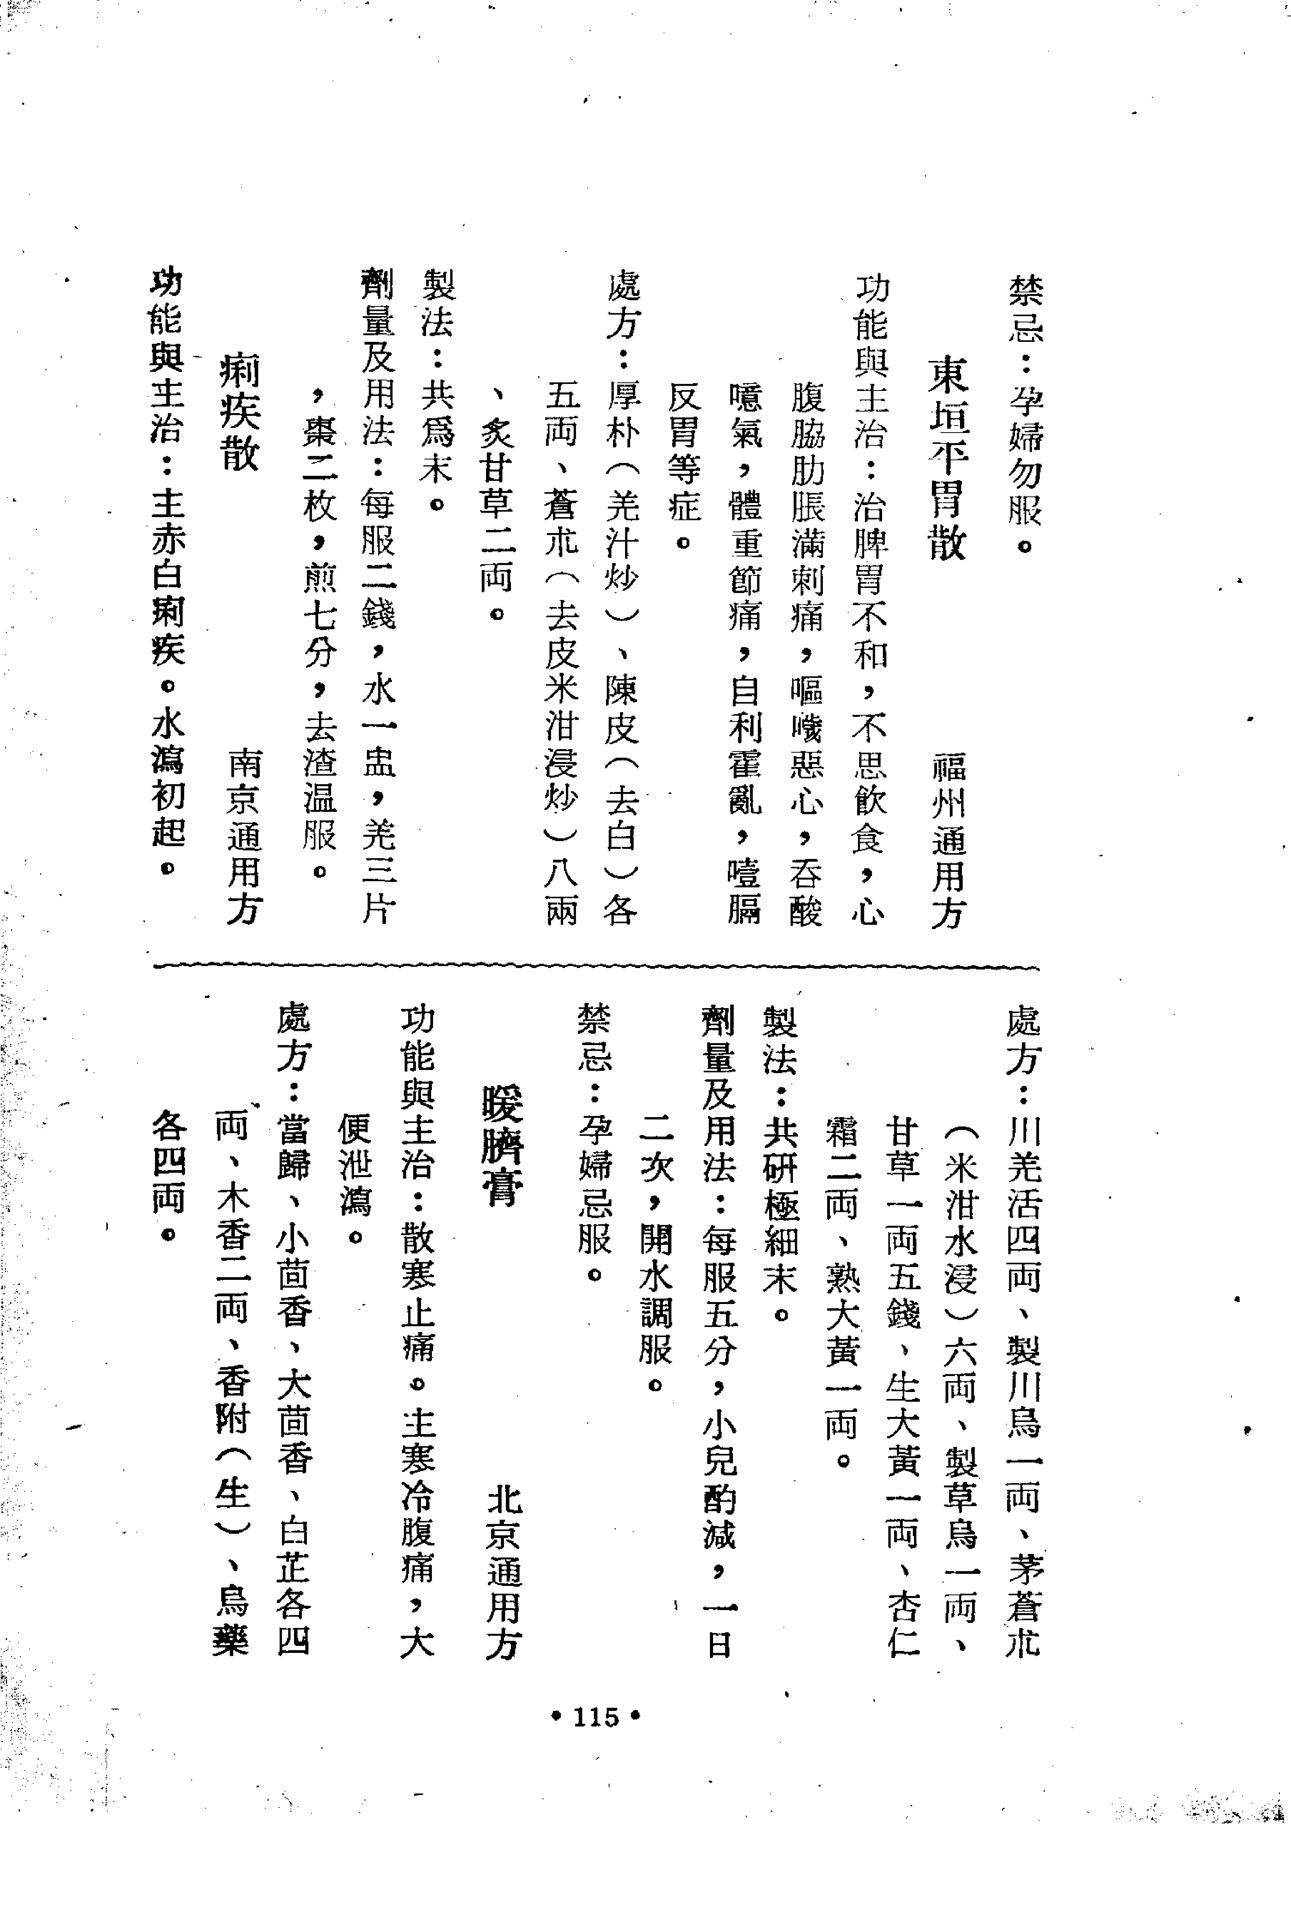 禁忌：孕婦勿服。
東垣平胃散　福州通用方
功能與主治：治脾胃不和，不思飲食，心
腹脇肋脹滿刺痛，嘔噦惡心，吞酸
噫氣，體重節痛，自利霍亂，噎膈
反胃等症。
處方：厚朴（羌汁炒）、陳皮（去白）各
五両、蒼朮（去皮米泔浸炒）八兩
、炙甘草二両。
製法：共爲末。
劑量及用法：每服二錢，水一盅，羌三片
，棗二枚，煎七分，去渣温服。
痢疾散　南京通用方
功能與主治：主赤白痢疾。水瀉初起。
處方：川羌活四両、製川烏一両、茅蒼朮
（米泔水浸）六両、製草烏一両、
甘草一両五錢、生大黃一両、杏仁
霜二両、熟大黃一両。
製法：共研極細末。
劑量及用法：每服五分，小兒酌減，一日
二次，開水調服。
禁忌：孕婦忌服。
暖臍膏　北京通用方
功能與主治：散寒止痛。主寒冷腹痛，大
便泄瀉。
處方：當歸、小茴香、大茴香、白芷各四
両、木香二両、香附（生）、烏藥
各四両。
• 115 •